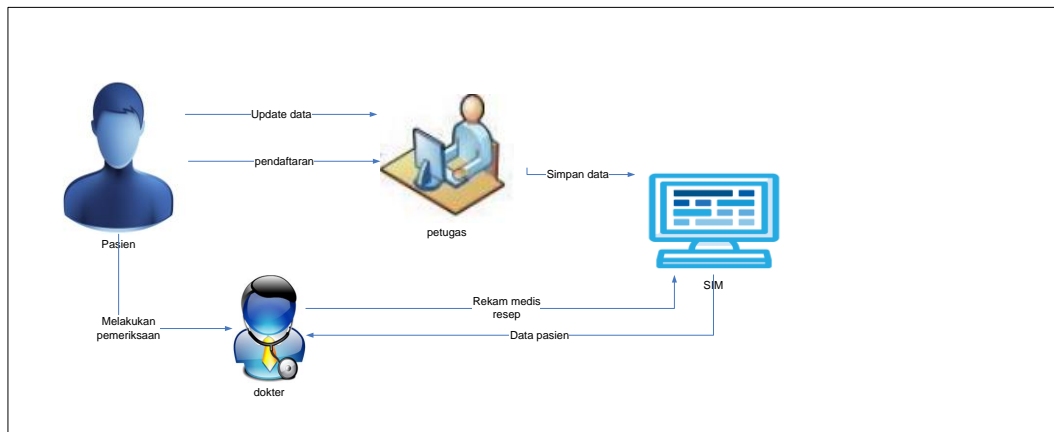 Update data
pendaftaran
Simpan data
petugas
Pasien
SIM
Rekam medis
resep
Melakukan
pemeriksaan
Data pasien
dokter